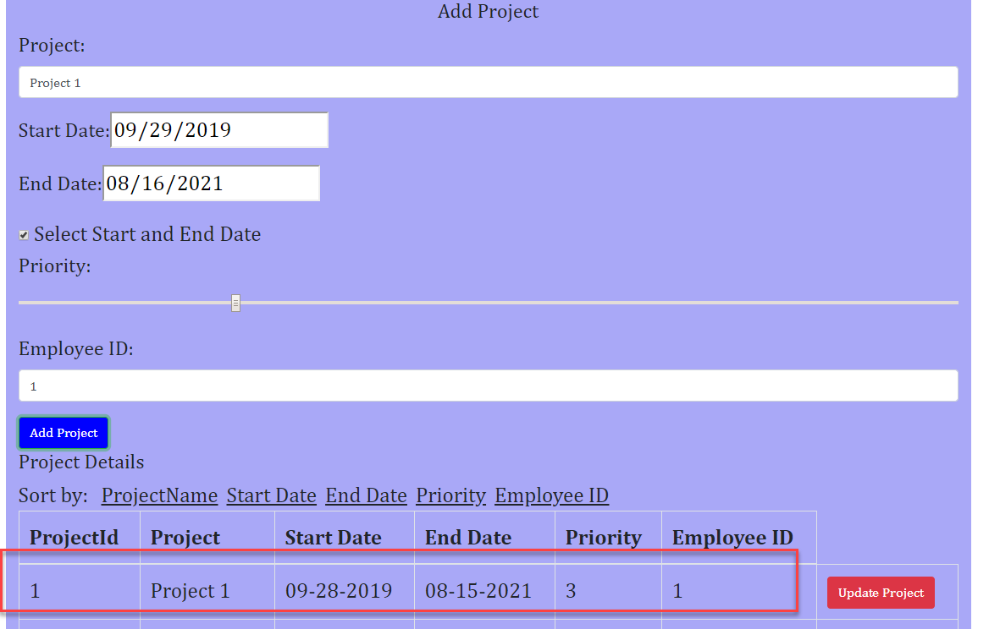 Add Project
Project:
Project 1
Start Date: 09/29/2019
End Date: 08/16/2021
Select Start and End Date
Priority:
Employee ID:
1
Add Project
Project Details
Sort by: ProjectName Start Date End Date Priority Employee ID
ProjectId Project Start Date End Date Priority Employee ID
1 Project 1 09-28-2019 08-15-2021 3 1 Update Project